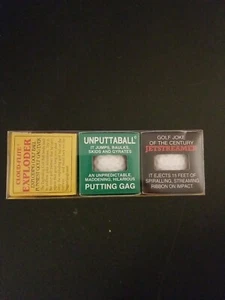 EXPLODER
UNPUTTABALL
IT JUMPS, BAULKS,
SKIDS AND GYRATES
AN UNPREDICTABLE
MADDENING, HILARIOUS
PUTTING GAG
GOLF JOKE
OF THE CENTURY
JETSTREAMER
IT EJECTS 15 FEET OF
SPIRALLING, STREAMING
RIBBON ON IMPACT